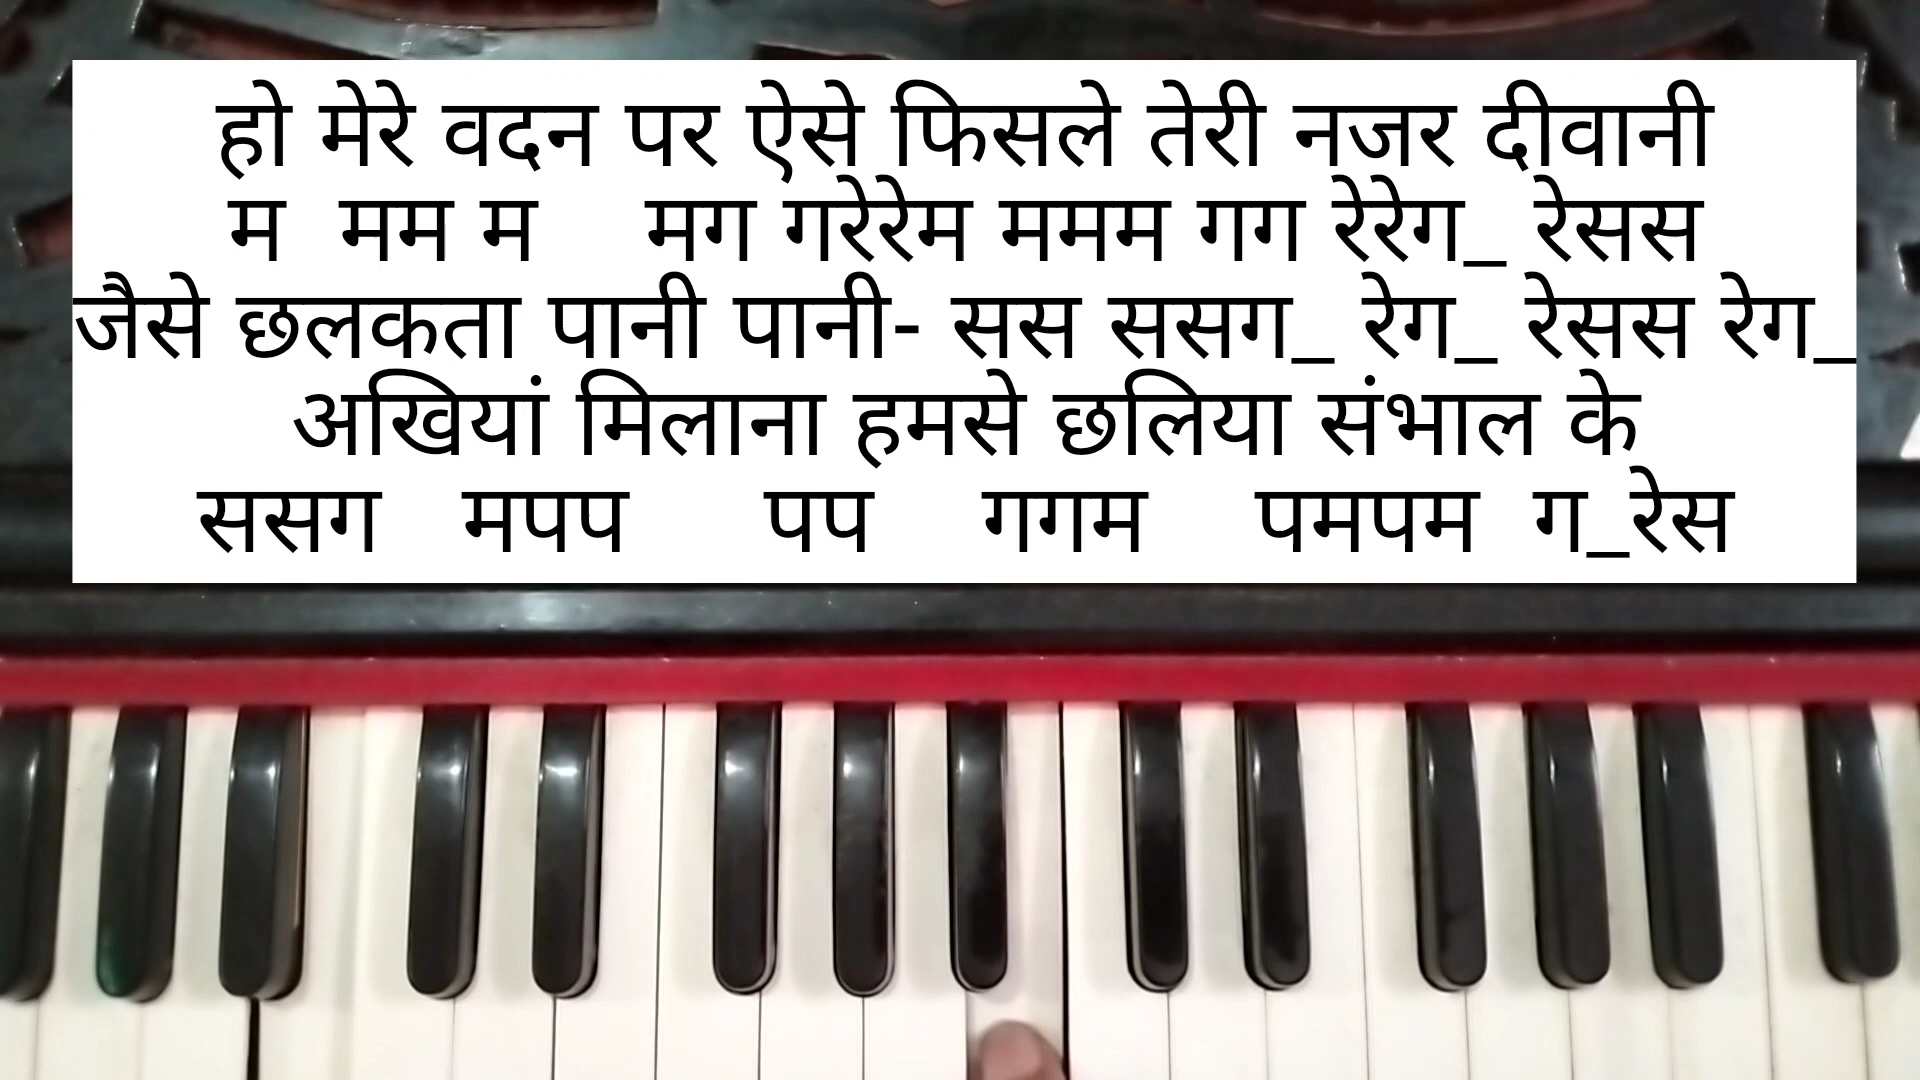 हो मेरे वदन पर ऐसे फिसले तेरी नजर दीवानी
म मम म मग गरेरेम ममम गग रेरेग_ रेसस
जैसे छलकता पानी पानी- सस ससग_ रेग_ रेसस रेग_
अखियां मिलाना हमसे छलिया संभाल के
ससग मपप पप गगम पमपम ग_रेस